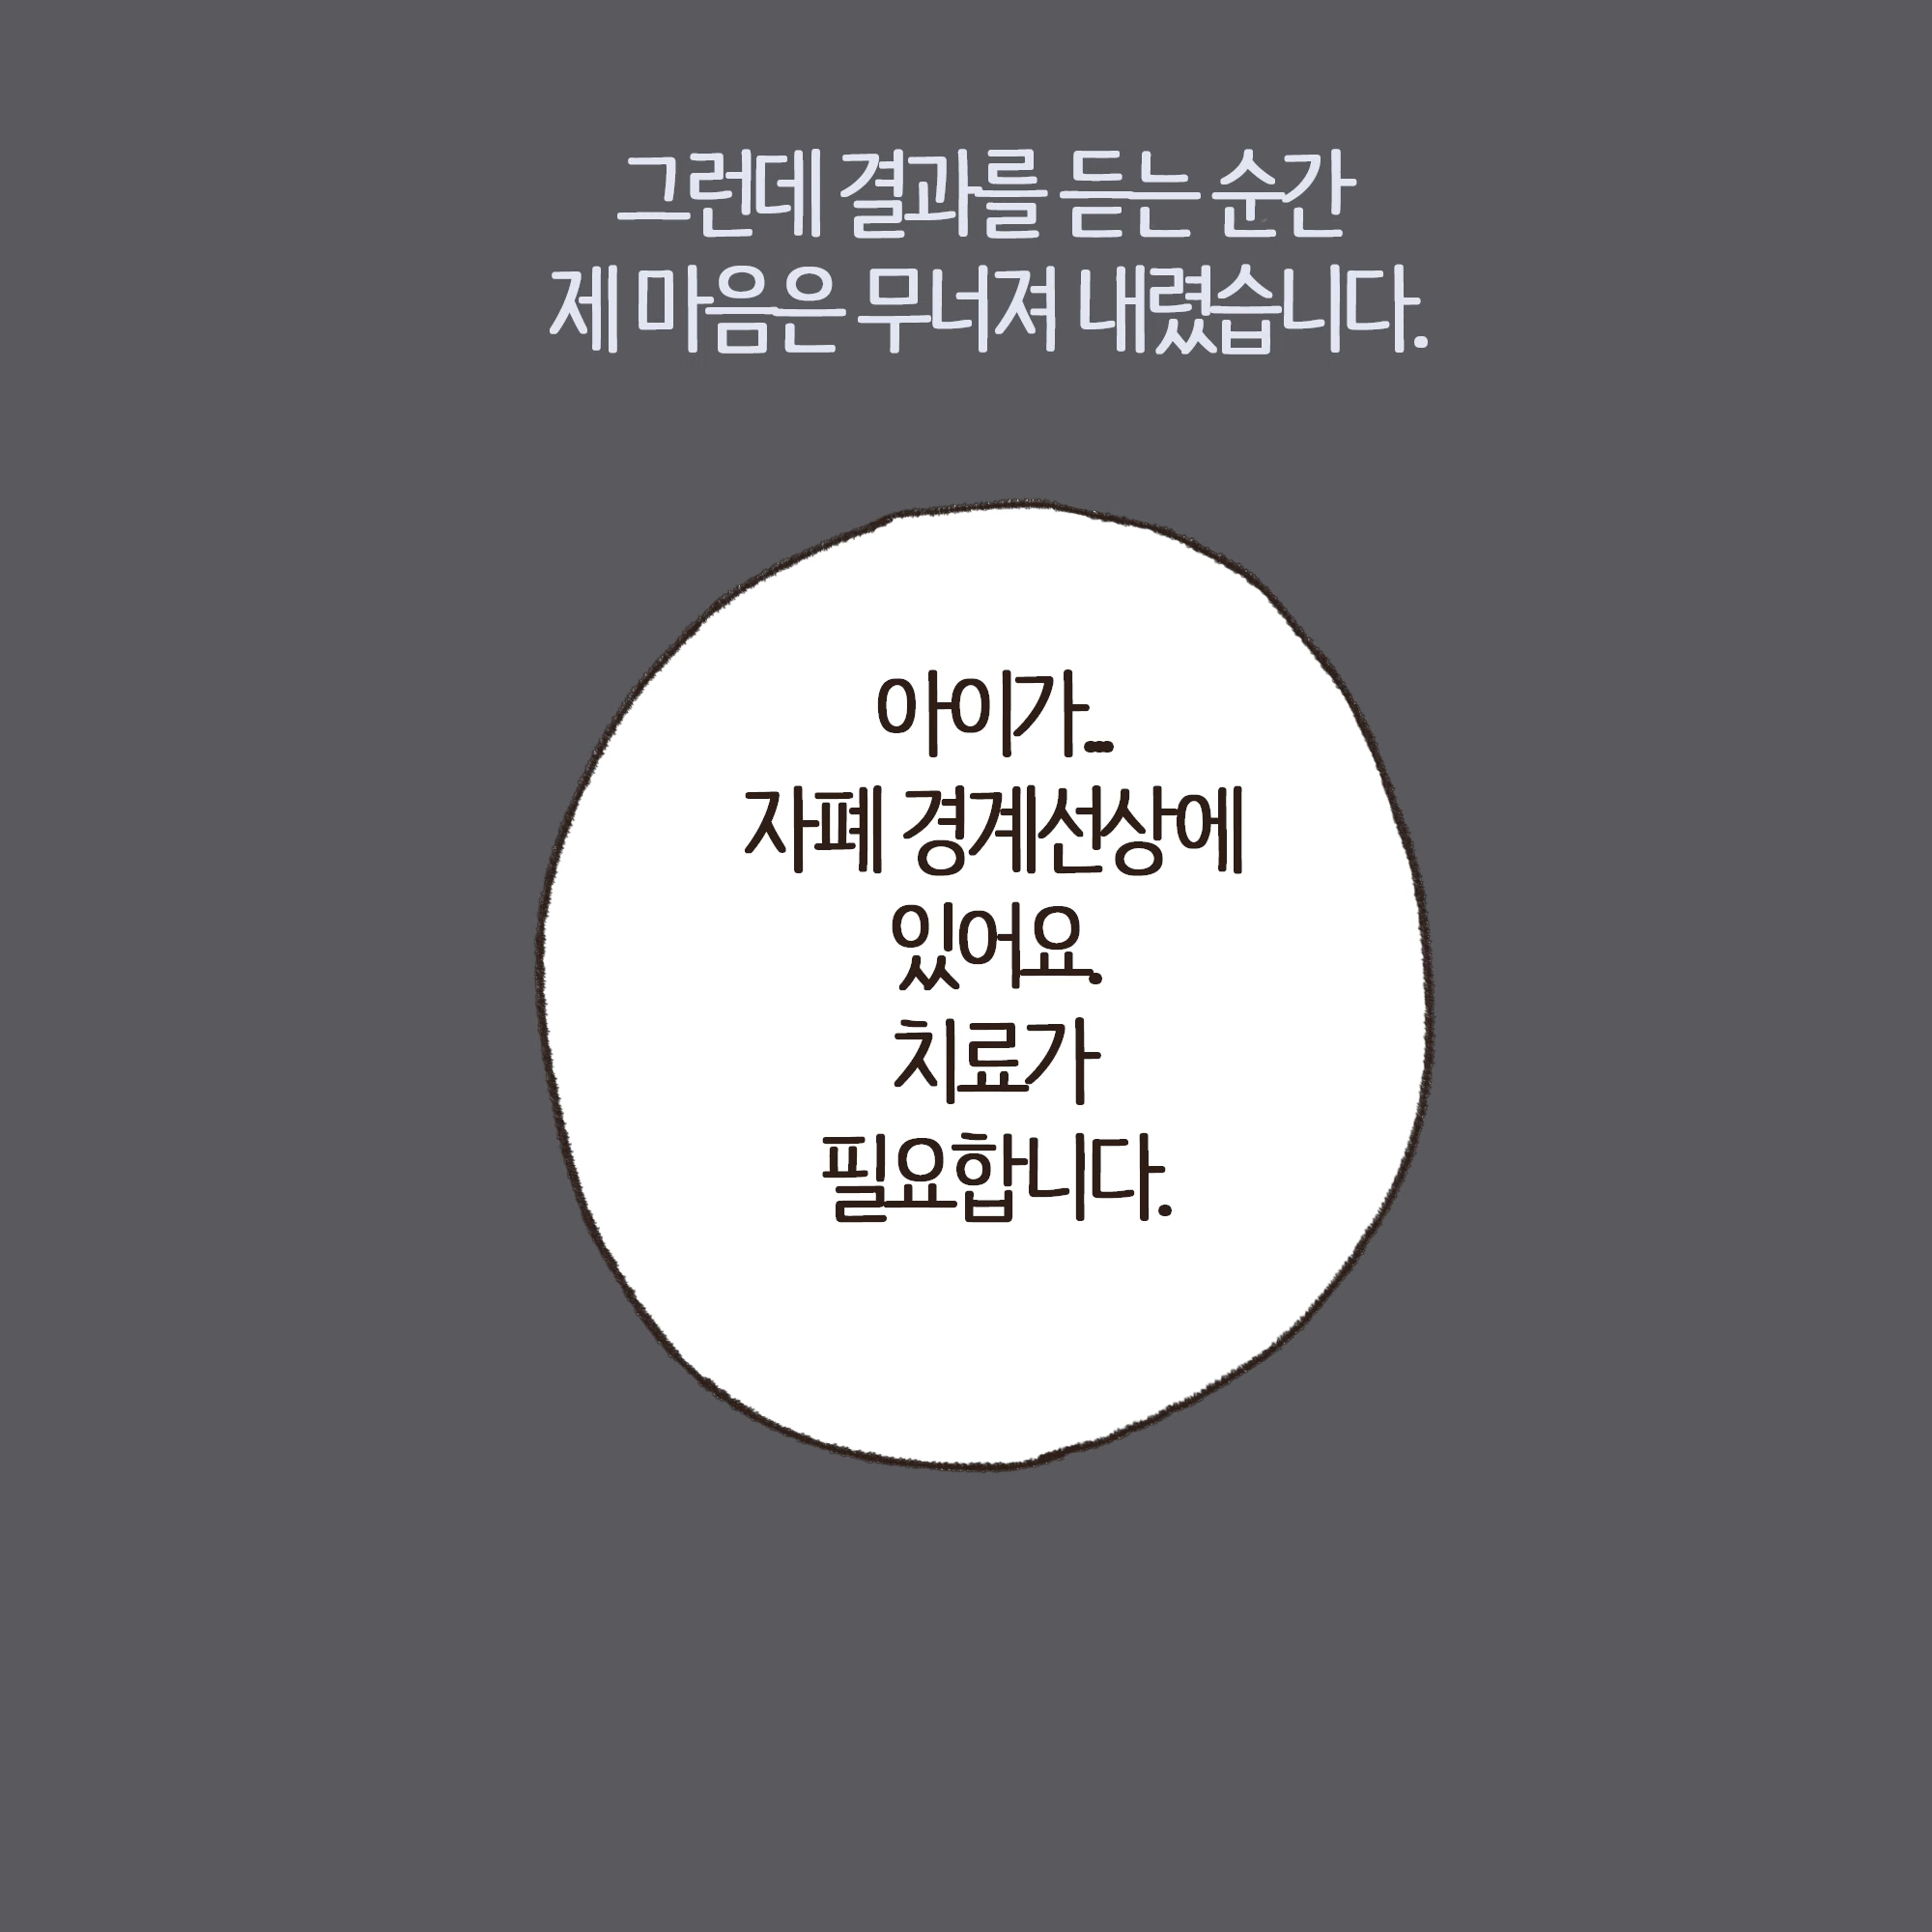 그런데 결과를 듣는 순간
제 마음은 무너져 내렸습니다.
아이가...
자폐 경계선상에
있어요.
치료가
필요합니다.